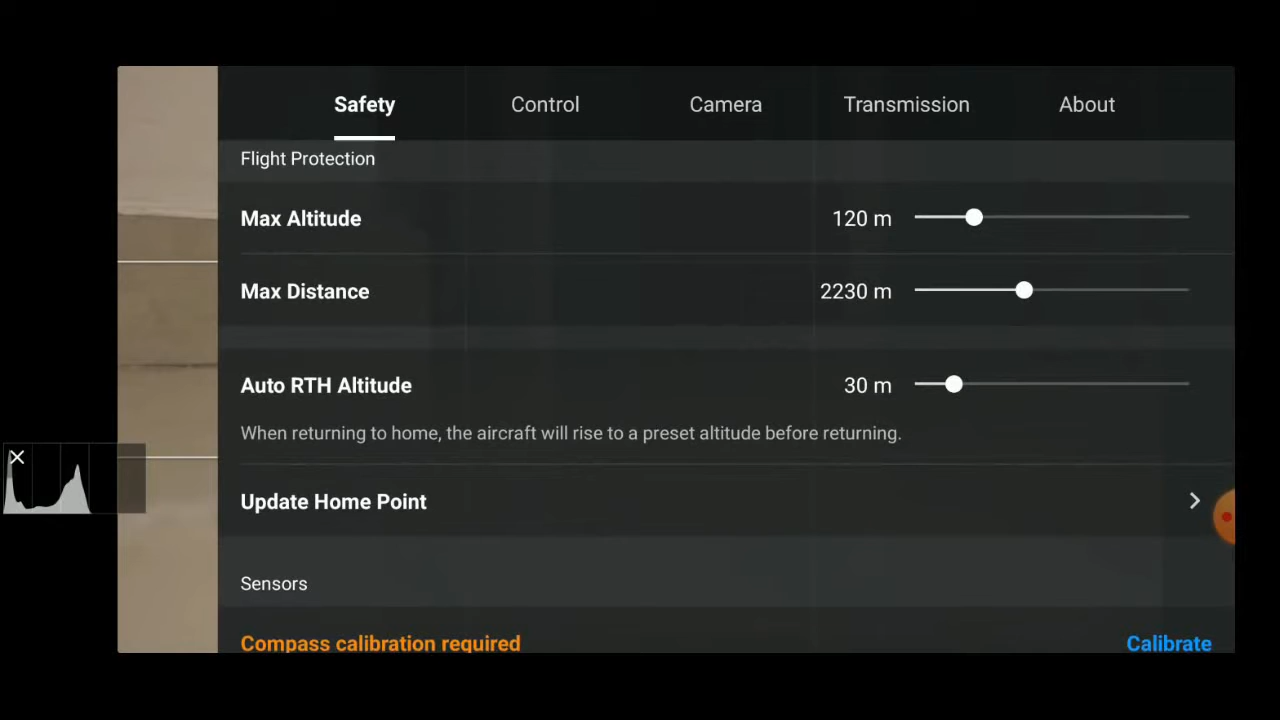 Safety Control Camera Transmission About
Flight Protection
Max Altitude 120 m
Max Distance 2230 m
Auto RTH Altitude 30 m
When returning to home, the aircraft will rise to a preset altitude before returning.
Update Home Point
Sensors
Compass calibration required Calibrate